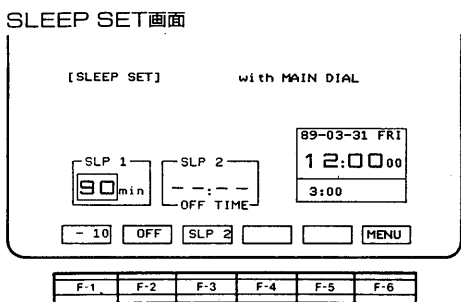 SLEEP SET画面
[SLEEP SET] with MAIN DIAL
89-03-31 FRI
12:00 00
3:00
SLP 1 SLP 2
90 min --:--
OFF TIME
- 10 OFF SLP 2 MENU
F-1 F-2 F-3 F-4 F-5 F-6